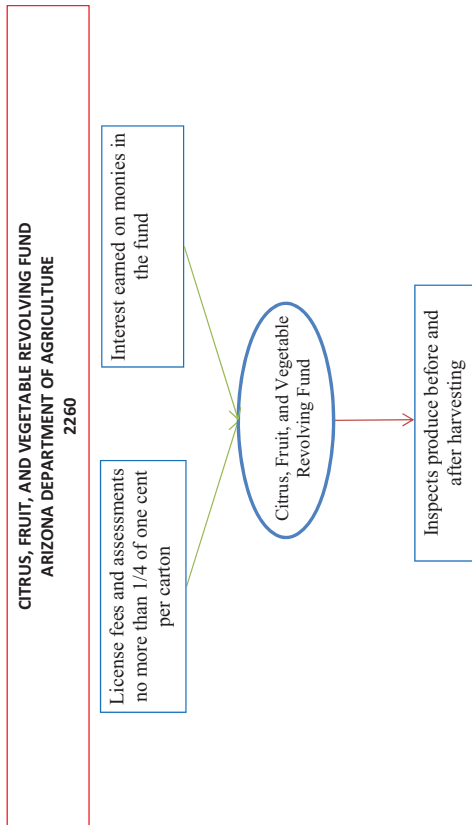 CITRUS, FRUIT, AND VEGETABLE REVOLVING FUND
ARIZONA DEPARTMENT OF AGRICULTURE
2260
License fees and assessments
no more than 1/4 of one cent
per carton
Interest earned on monies in
the fund
Citrus, Fruit, and Vegetable
Revolving Fund
Inspects produce before and
after harvesting